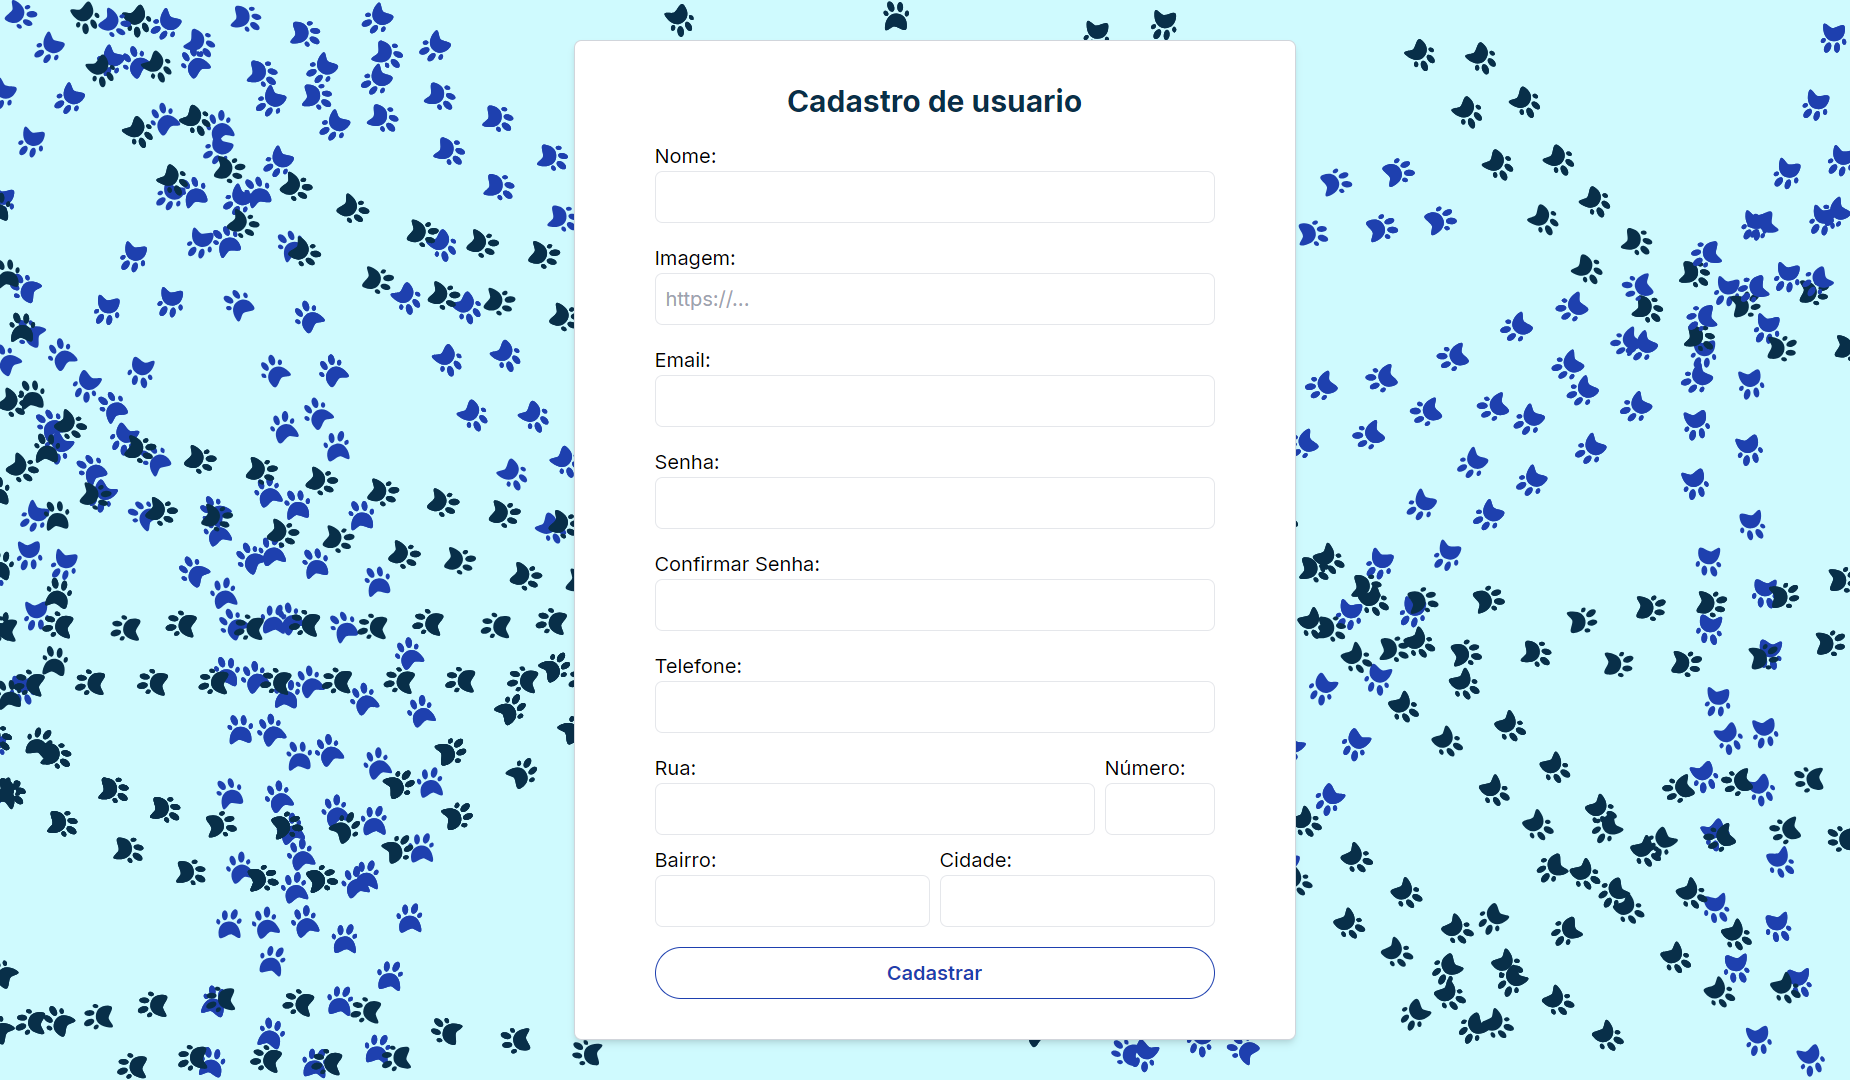 Cadastro de usuario
Nome:
Imagem:
https://...
Email:
Senha:
Confirmar Senha:
Telefone:
Rua:
Número:
Bairro:
Cidade:
Cadastrar